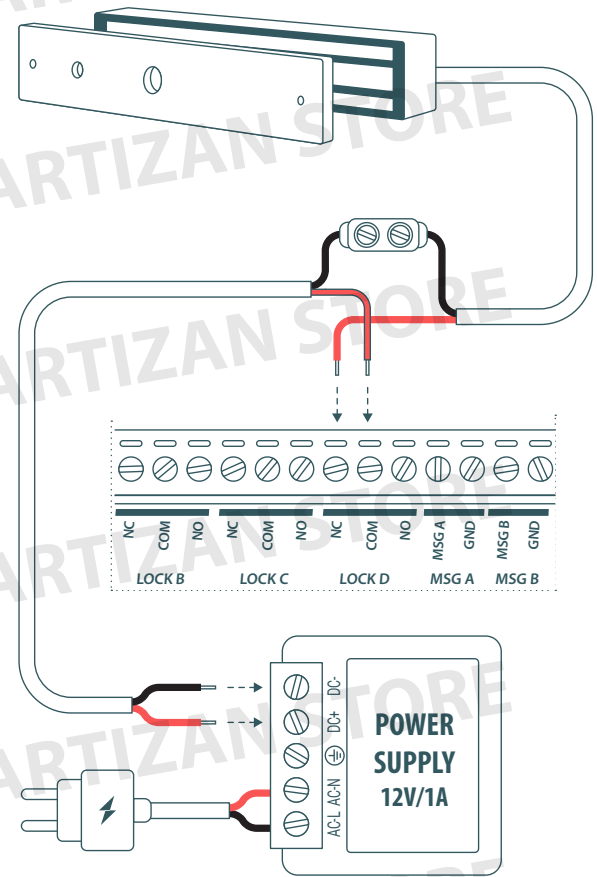 ARTIZAN STORE
ARTIZAN STORE
NC COM NO NC COM NO NC COM NO MSG A GND MSG B GND
LOCK B LOCK C LOCK D MSG A MSG B
ARTIZAN STORE
DC-
DC+
AC-N
AC-L
POWER
SUPPLY
12V/1A
ARTIZAN STORE